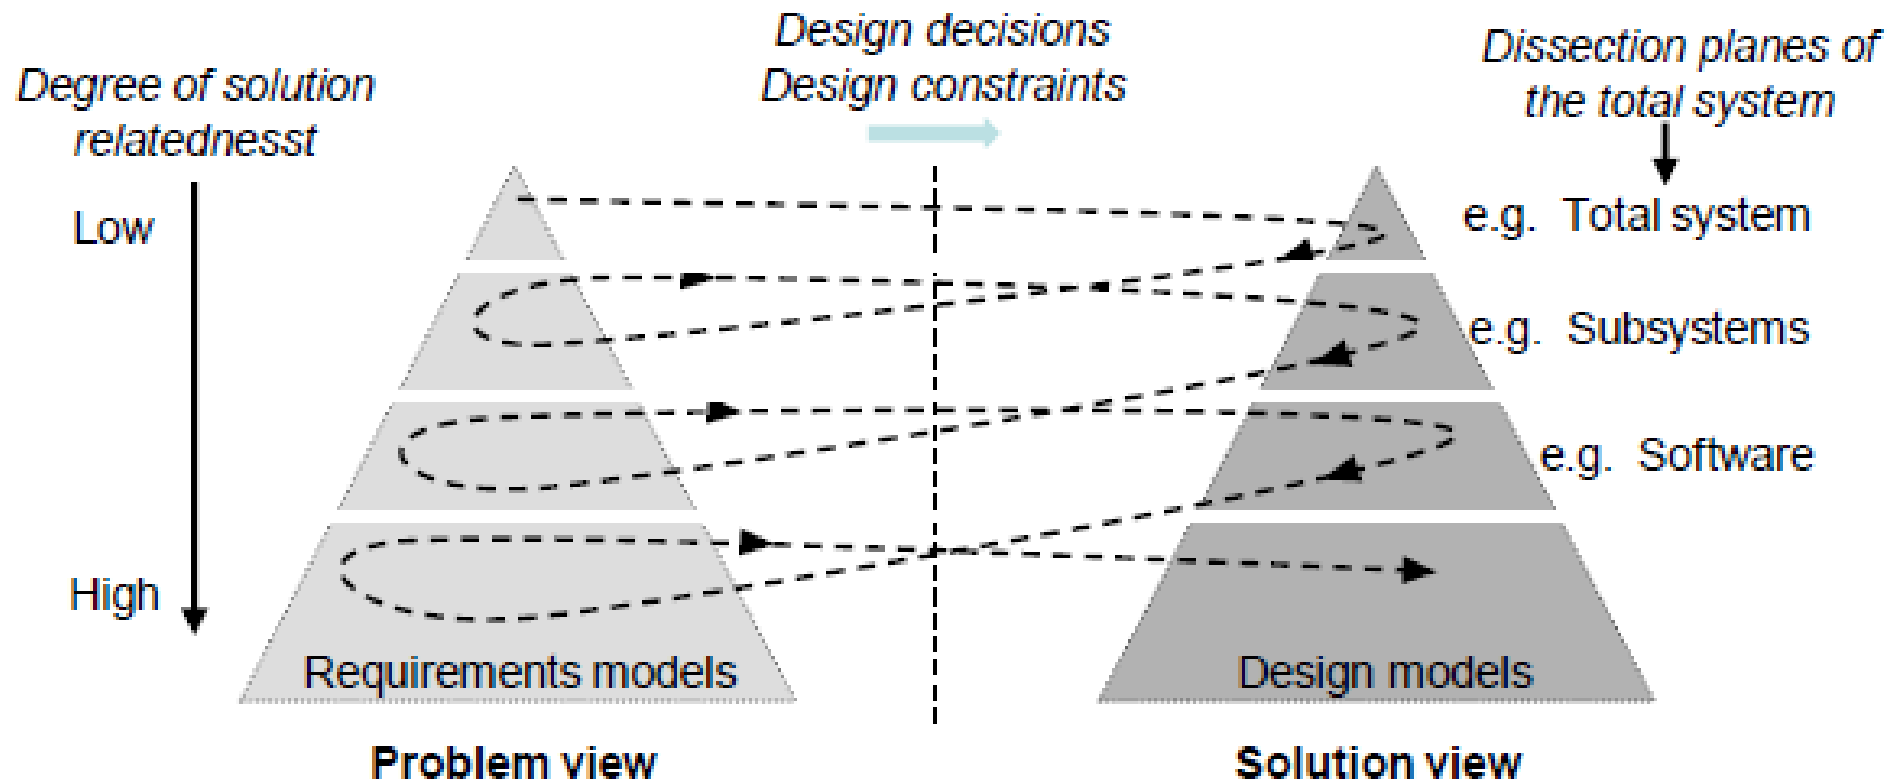 Design decisions
Design constraints
Dissection planes of
the total system
Degree of solution
relatednesst
Low
High
e.g. Total system
e.g. Subsystems
e.g. Software
Requirements models
Design models
Problem view
Solution view